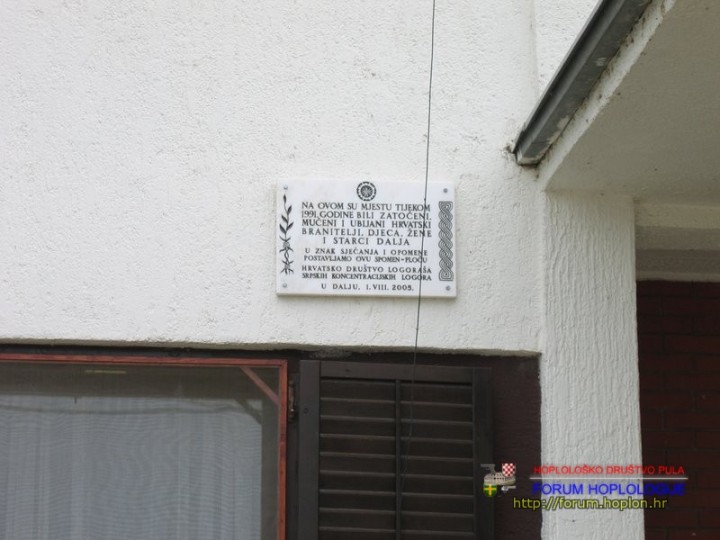 NA OVOM SU MJESTU TIJEKOM
1991. GODINE BILI ZATOČENI,
MUČENI I UBIJANI HRVATSKI
BRANITELJI, DJECA, ŽENE
I STARCI DALJA
U ZNAK SJEĆANJA I OPOMENE
POSTAVLJAMO OVU SPOMEN-PLOČU
HRVATSKO DRUŠTVO LOGORAŠA
SRPSKIH KONCENTRACIJSKIH LOGORA
U DALJU, 1. VIII. 2005.
HOPLOLOŠKO DRUŠTVO PULA
FORUM HOPLOLOGUS
http://forum.hoplon.hr